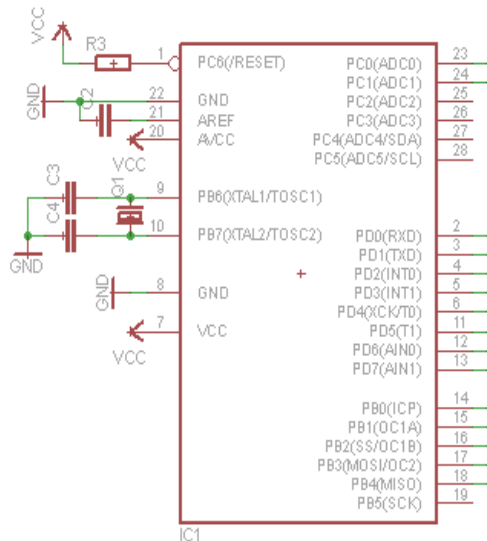 VCC
R3
1
PC6(/RESET)
PC0(ADC0)
23
PC1(ADC1)
24
GND
C2
22
GND
PC2(ADC2)
25
21
AREF
PC3(ADC3)
26
20
AVCC
PC4(ADC4/SDA)
27
VCC
PC5(ADC5/SCL)
28
C3
Q1
9
PB6(XTAL1/TOSC1)
C4
10
PB7(XTAL2/TOSC2)
PD0(RXD)
2
GND
PD1(TXD)
3
PD2(INT0)
4
GND
8
GND
PD3(INT1)
5
PD4(XCK/T0)
6
7
VCC
PD5(T1)
11
VCC
PD6(AIN0)
12
PD7(AIN1)
13
PB0(ICP)
14
PB1(OC1A)
15
PB2(SS/OC1B)
16
PB3(MOSI/OC2)
17
PB4(MISO)
18
PB5(SCK)
19
IC1